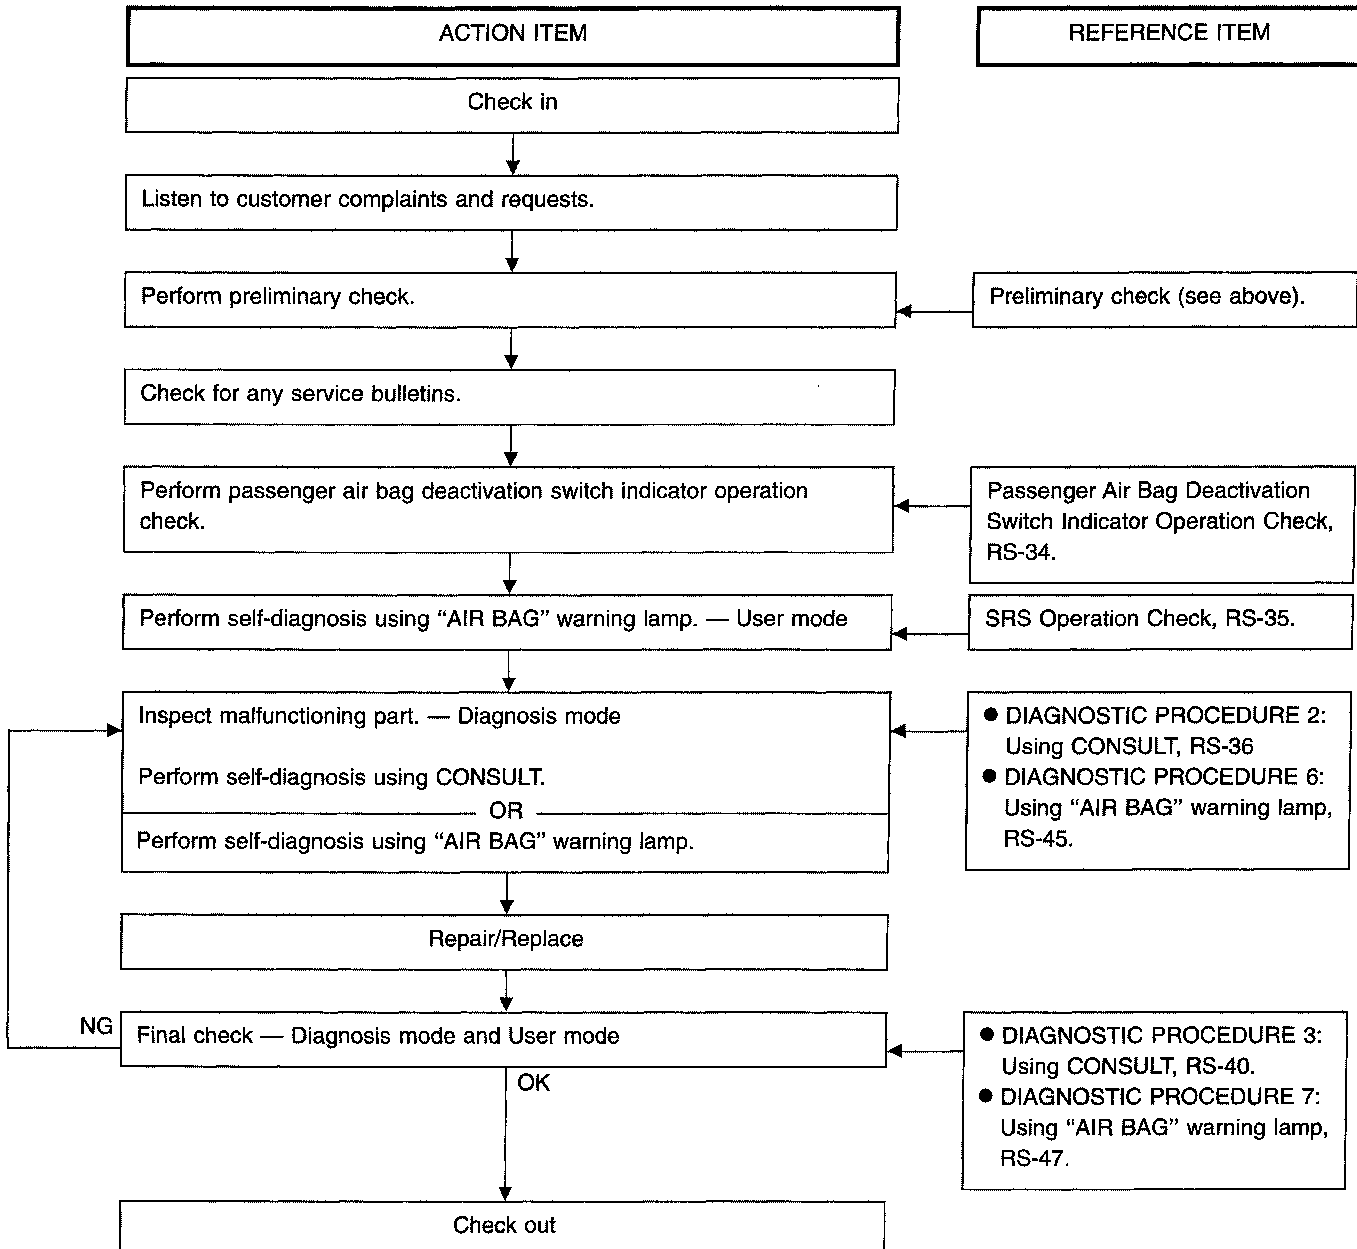 ACTION ITEM
REFERENCE ITEM
Check in
Listen to customer complaints and requests.
Perform preliminary check.
Preliminary check (see above).
Check for any service bulletins.
Perform passenger air bag deactivation switch indicator operation
check.
Passenger Air Bag Deactivation
Switch Indicator Operation Check,
RS-34.
Perform self-diagnosis using “AIR BAG” warning lamp. — User mode
SRS Operation Check, RS-35.
Inspect malfunctioning part. — Diagnosis mode
Perform self-diagnosis using CONSULT.
OR
Perform self-diagnosis using “AIR BAG” warning lamp.
● DIAGNOSTIC PROCEDURE 2:
Using CONSULT, RS-36
● DIAGNOSTIC PROCEDURE 6:
Using “AIR BAG” warning lamp,
RS-45.
Repair/Replace
NG
Final check — Diagnosis mode and User mode
OK
● DIAGNOSTIC PROCEDURE 3:
Using CONSULT, RS-40.
● DIAGNOSTIC PROCEDURE 7:
Using “AIR BAG” warning lamp,
RS-47.
Check out